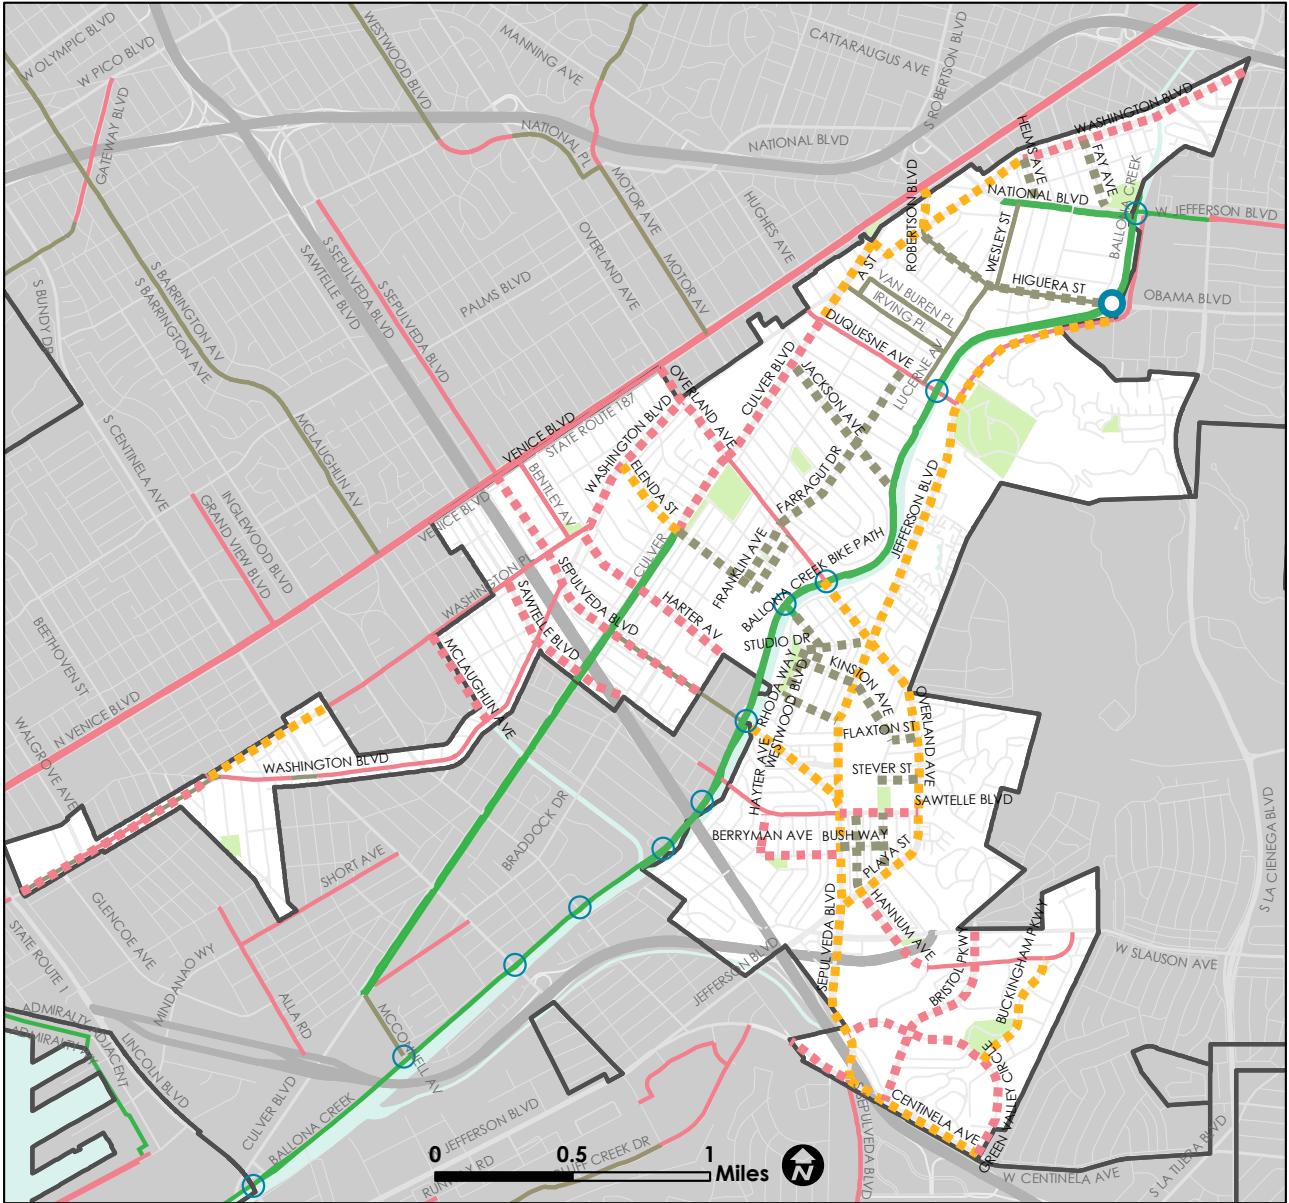 W OLYMPIC BLVD
W PICO BLVD
WESTWOOD BLVD
MANNING AVE
CATTARAUGUS AVE
S ROBERTSON BLVD
GATEWAY BLVD
NATIONAL PL
NATIONAL BLVD
WASHINGTON BLVD
HELMS AVE
FAY AVE
MOTOR AVE
HUGHES AVE
ROBERTSON BLVD
NATIONAL BLVD
BALLONA CREEK
W JEFFERSON BLVD
WESLEY ST
S SEPULVEDA BLVD
SAWTELLE BLVD
OVERLAND AVE
MOTOR AV
A ST
S BARRINGTON AV
S BARRINGTON AVE
S BUNDY DR
S SEPULVEDA BLVD
PALMS BLVD
VAN BUREN PL
IRVING PL
HIGUERA ST
OBAMA BLVD
DUQUESNE AVE
LUCERNE AV
CULVER BLVD
JACKSON AVE
OVERLAND AVE
S CENTINELA AVE
MCLAUGHLIN AV
VENICE BLVD
STATE ROUTE 187
WASHINGTON BLVD
ELENDA ST
BENTLEY AV
FARRAGUT DR
JEFFERSON BLVD
INGLEWOOD BLVD
GRAND VIEW BLVD
VENICE BLVD
CULVER
FRANKLIN AVE
BALLONA CREEK BIKE PATH
WASHINGTON PL
SEPULVEDA BLVD
SAWTELLE BLVD
HARTER AV
BEETHOVEN ST
MCLAUGHLIN AVE
STUDIO DR
RHODA WAY
WESTWOOD BLVD
KINSTON AVE
OVERLAND AVE
FLAXTON ST
N VENICE BLVD
WALGROVE AVE
WASHINGTON BLVD
HAYTER AVE
STEVER ST
SAWTELLE BLVD
BERRYMAN AVE
BUSH WAY
PLAYA ST
BRADDOCK DR
SHORT AVE
S LA CIENEGA BLVD
GLENCOE AVE
STATE ROUTE 1
MINDANAO WY
ALLA RD
HANNUM AVE
SEPULVEDA BLVD
BRISTOL PKWY
BUCKINGHAM PKWY
W SLAUSON AVE
JEFFERSON BLVD
ADMIRALTY
ADJACENT
LINCOLN BLVD
MCCONNELL AV
CULVER BLVD
BALLONA CREEK
JEFFERSON BLVD
CENTINELA AVE
GREEN VALLEY CIRCLE
SEPULVEDA BLVD
W CENTINELA AVE
S LA TIJERA BLVD
BLUFF CREEK DR
0 0.5 1
Miles
N